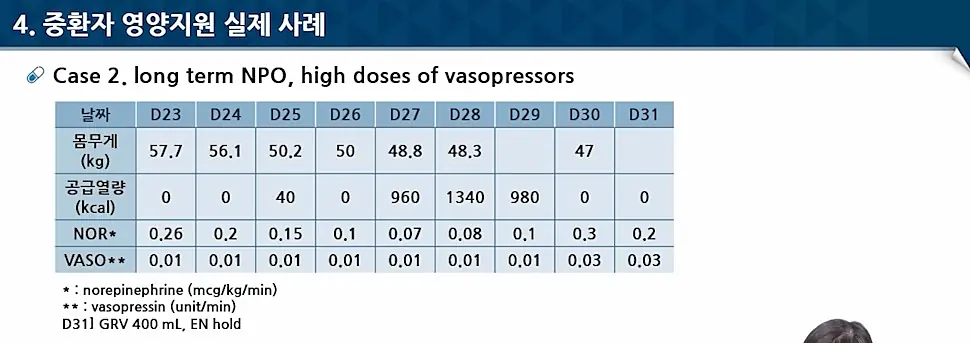 4. 중환자 영양지원 실제 사례
Case 2. long term NPO, high doses of vasopressors
날짜 D23 D24 D25 D26 D27 D28 D29 D30 D31
몸무게 (kg) 57.7 56.1 50.2 50 48.8 48.3 47
공급열량 (kcal) 0 0 40 0 960 1340 980 0 0
NOR* 0.26 0.2 0.15 0.1 0.07 0.08 0.1 0.3 0.2
VASO** 0.01 0.01 0.01 0.01 0.01 0.01 0.01 0.03 0.03
* : norepinephrine (mcg/kg/min)
** : vasopressin (unit/min)
D31] GRV 400 mL, EN hold